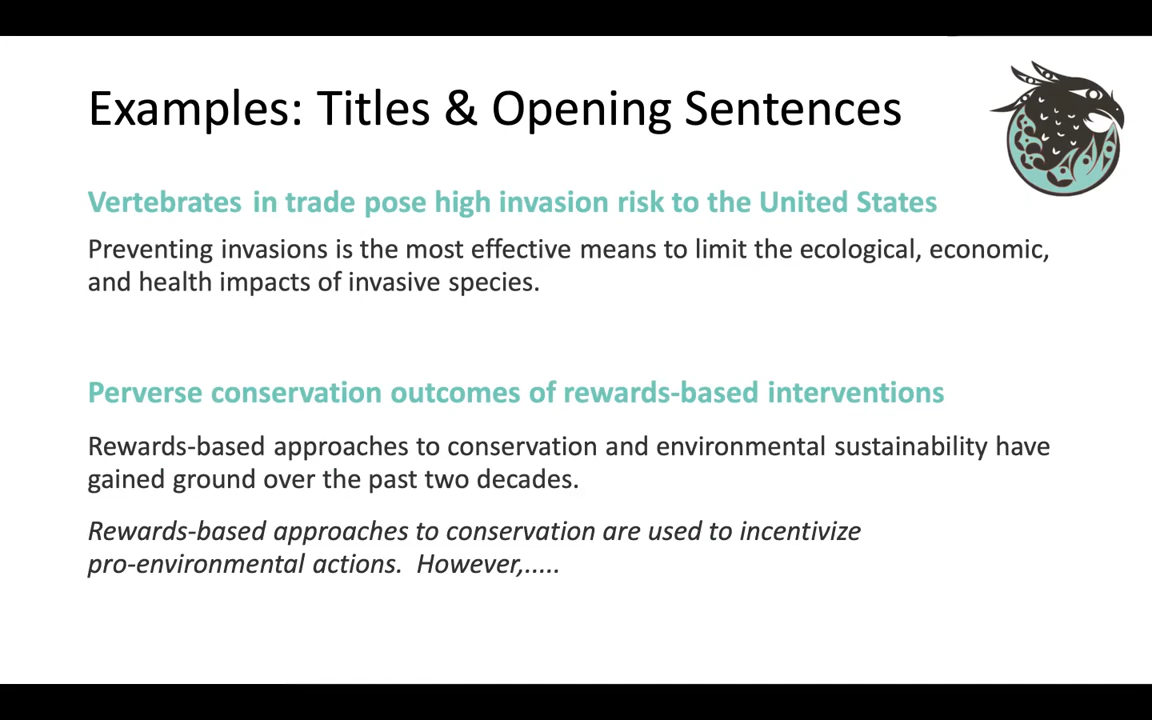 Examples: Titles & Opening Sentences
Vertebrates in trade pose high invasion risk to the United States
Preventing invasions is the most effective means to limit the ecological, economic,
and health impacts of invasive species.
Perverse conservation outcomes of rewards-based interventions
Rewards-based approaches to conservation and environmental sustainability have
gained ground over the past two decades.
Rewards-based approaches to conservation are used to incentivize
pro-environmental actions.  However,.....